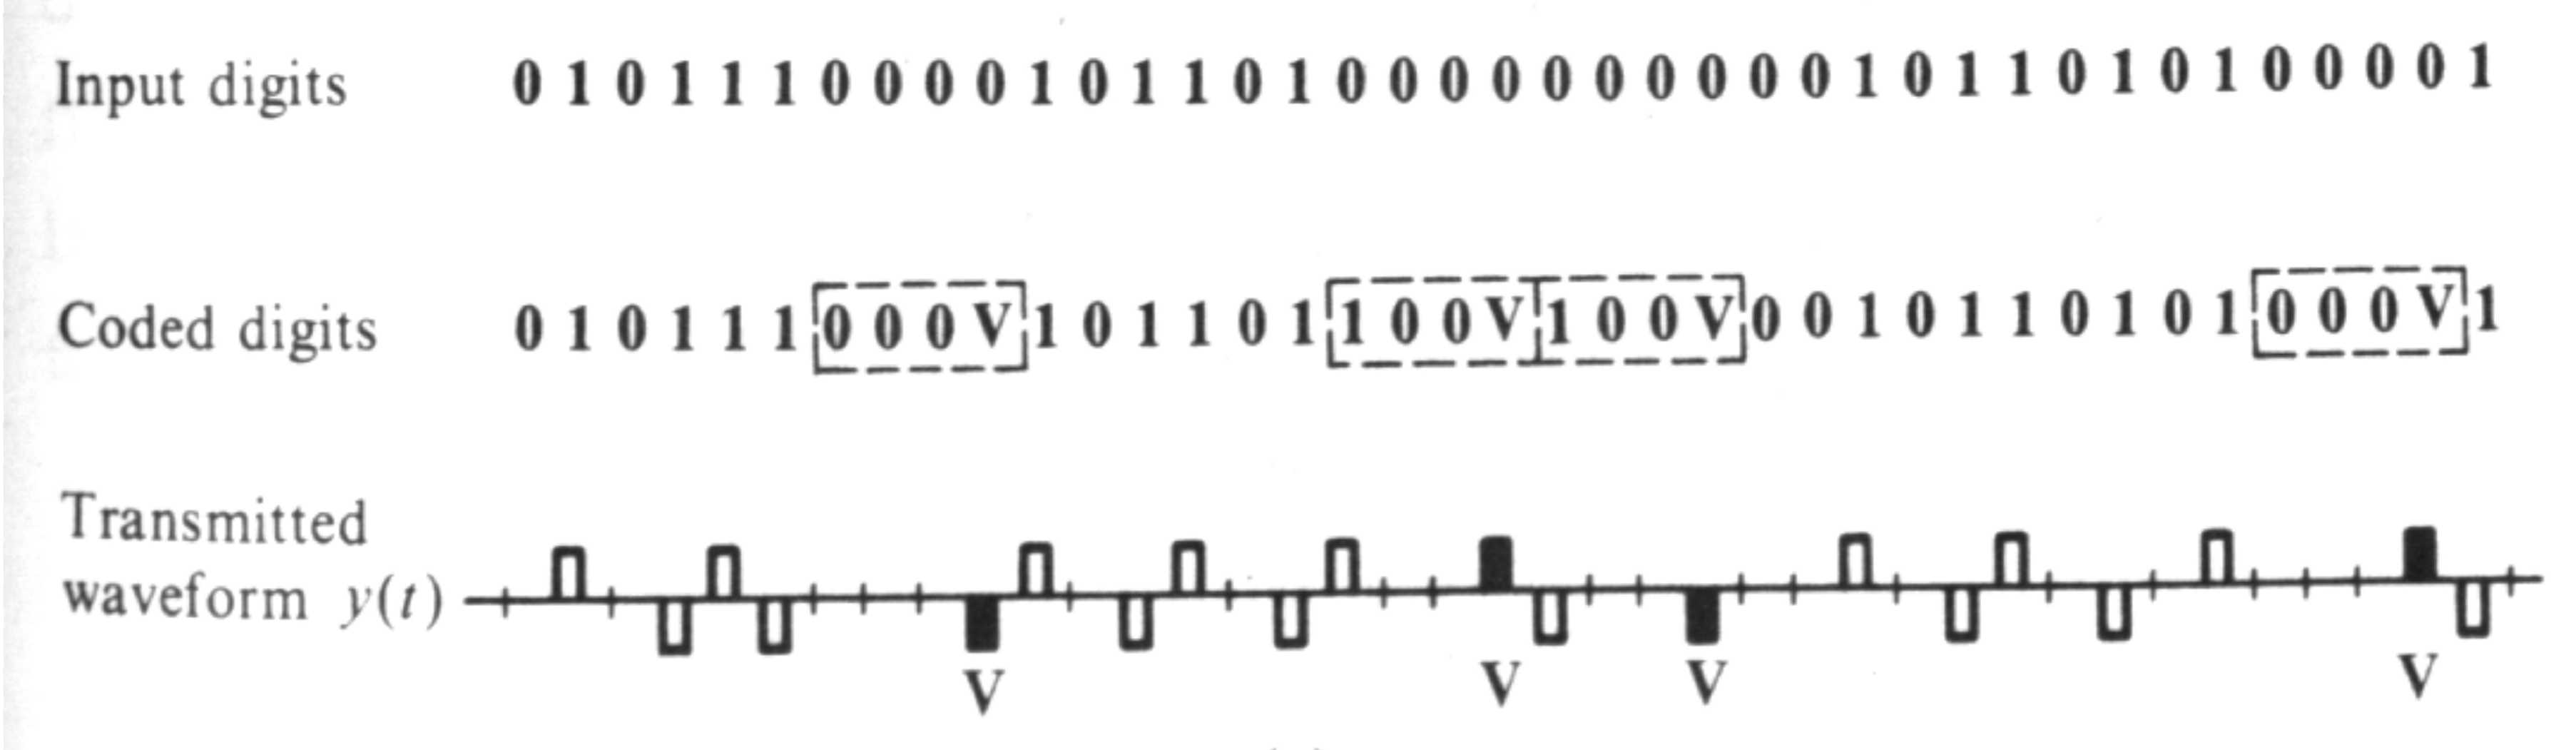 Input digits 0 1 0 1 1 1 0 0 0 0 1 0 1 1 0 1 0 0 0 0 0 0 0 0 0 0 1 0 1 1 0 1 0 1 0 0 0 0 1
Coded digits 0 1 0 1 1 1 0 0 0 V 1 0 1 1 0 1 1 0 0 V 1 0 0 V 0 0 1 0 1 1 0 1 0 1 0 0 0 V 1
Transmitted
waveform y(t)
V V V V